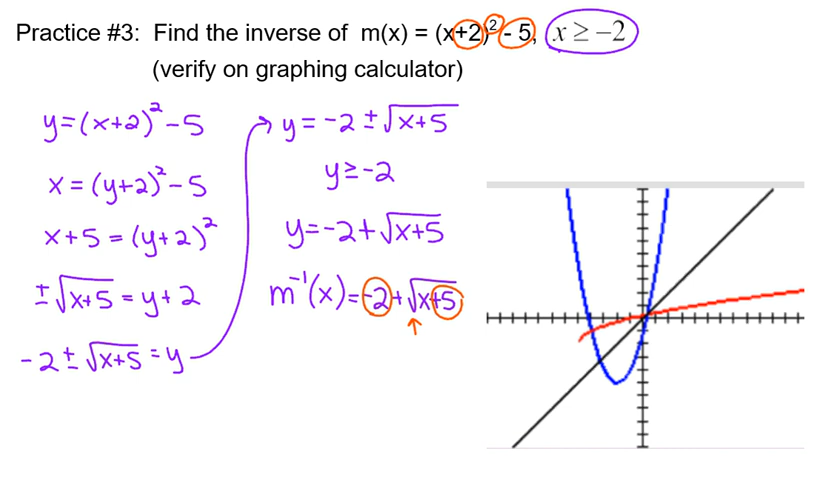 Practice #3: Find the inverse of m(x) = (x+2)² - 5, x ≥ −2
(verify on graphing calculator)
y=(x+2)²-5
x=(y+2)²-5
x+5=(y+2)²
±√x+5=y+2
-2±√x+5=y
y=-2±√x+5
y≥-2
y=-2+√x+5
m⁻¹(x)=-2+√x+5